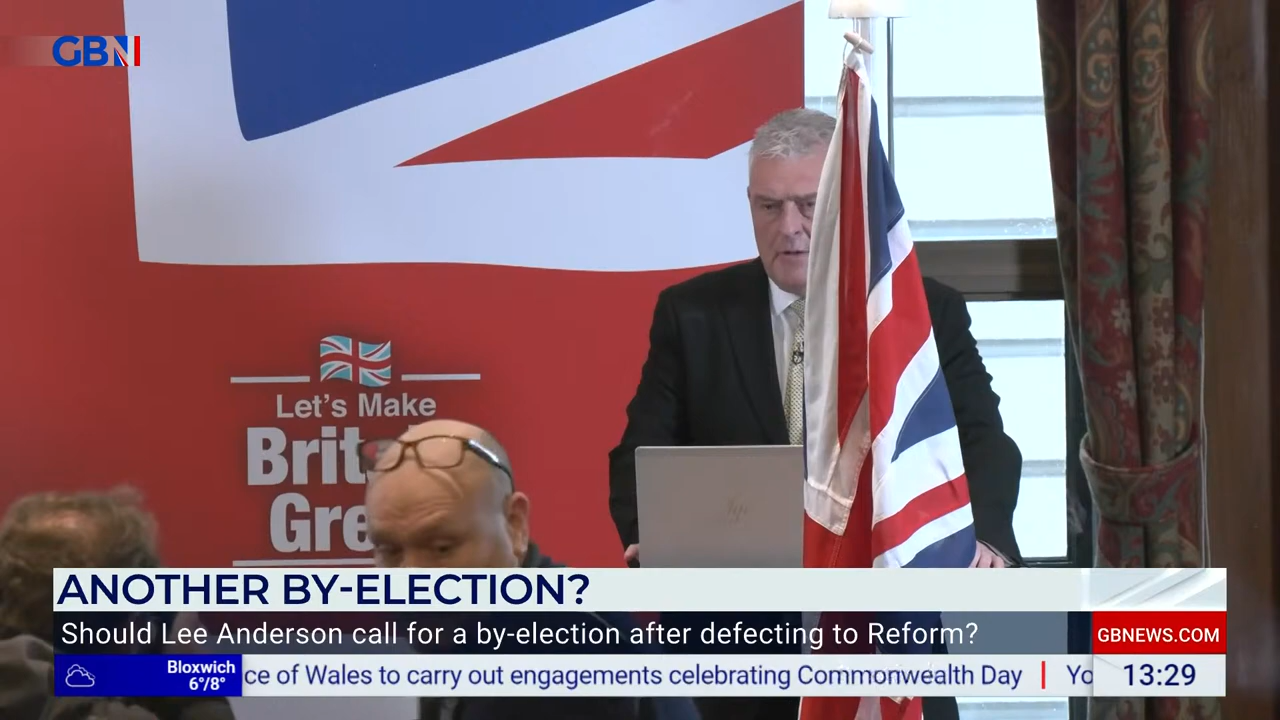 GBN
Let's Make
Brit
Gre
ANOTHER BY-ELECTION?
Should Lee Anderson call for a by-election after defecting to Reform?
GBNEWS.COM
Bloxwich
6°/8°
ce of Wales to carry out engagements celebrating Commonwealth Day | Yo
13:29